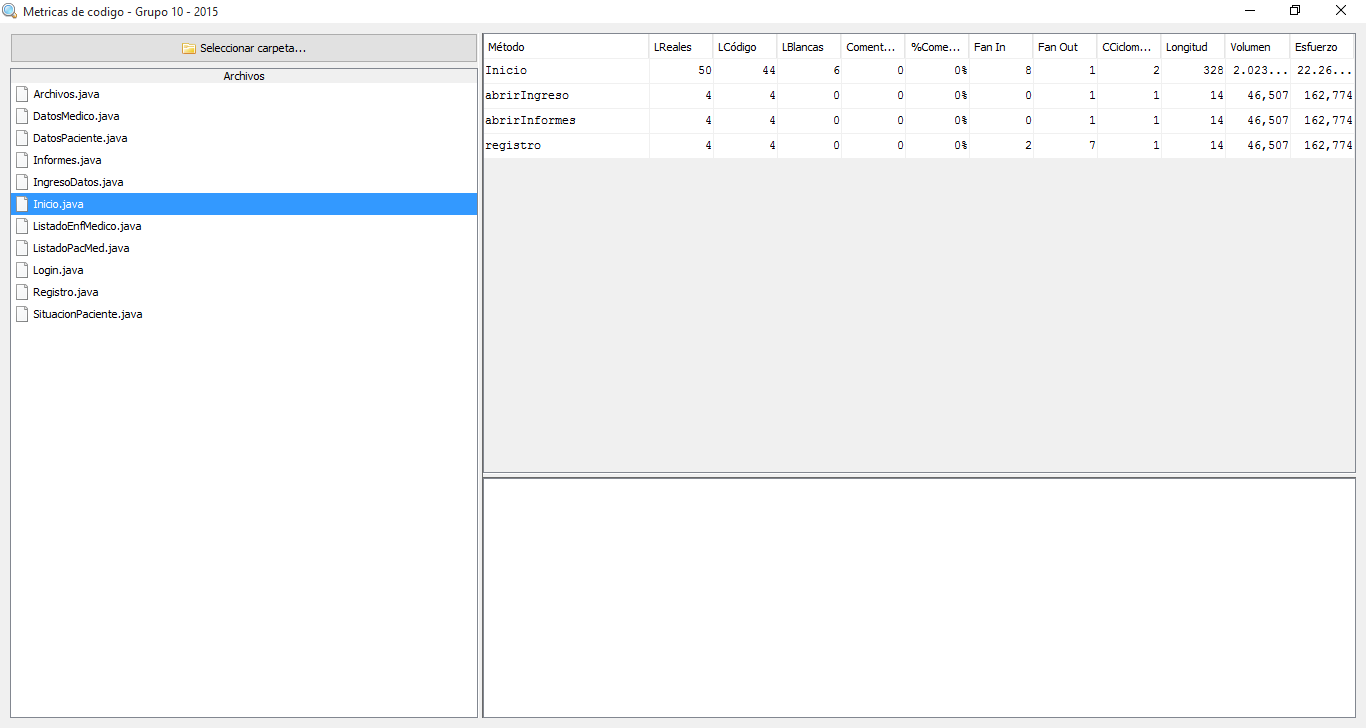 Metricas de codigo - Grupo 10 - 2015
Seleccionar carpeta...
Archivos
Archivos.java
DatosMedico.java
DatosPaciente.java
Informes.java
IngresoDatos.java
Inicio.java
ListadoEnfMedico.java
ListadoPacMed.java
Login.java
Registro.java
SituacionPaciente.java
Método LReales LCódigo LBlancas Coment... %Come... Fan In Fan Out CCiclom... Longitud Volumen Esfuerzo
Inicio 50 44 6 0 0% 8 1 2 328 2.023... 22.26...
abrirIngreso 4 4 0 0 0% 0 1 1 14 46,507 162,774
abrirInformes 4 4 0 0 0% 0 1 1 14 46,507 162,774
registro 4 4 0 0 0% 2 7 1 14 46,507 162,774